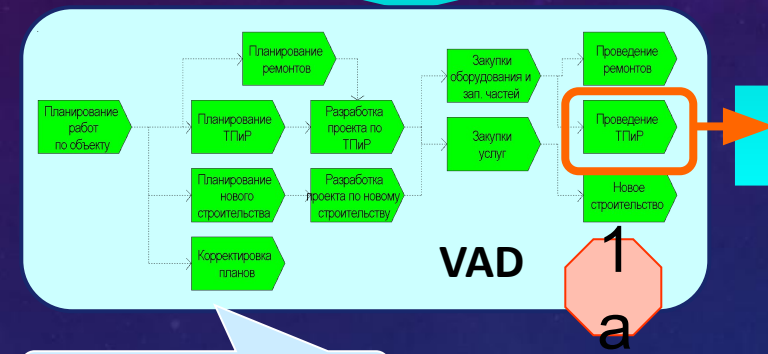 Планирование
работ
по объекту
Планирование
ремонтов
Планирование
ТПиР
Планирование
нового
строительства
Корректировка
планов
Разработка
проекта по
ТПиР
Разработка
проекта по новому
строительству
Закупки
оборудования и
зап. частей
Закупки
услуг
Проведение
ремонтов
Проведение
ТПиР
Новое
строительство
VAD
1
а